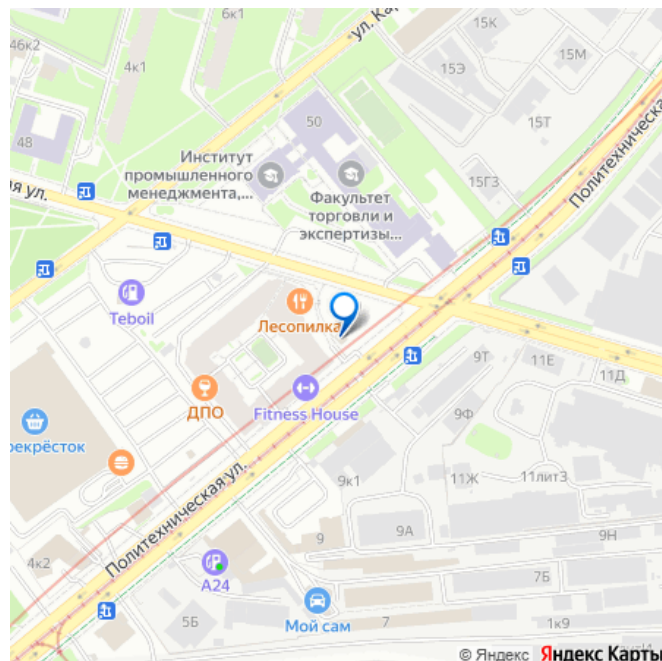 6к1
46к2
4к1
ул. Ка
15К
15Э
15М
50
15Т
48
Институт
промышленного
менеджмента,...
Факультет
торговли и
экспертизы...
15Г3
Политехническая
ая ул.
Teboil
Лесопилка
9Т
11Е
11Д
ДПО
Fitness House
рекрёсток
9Ф
11Ж
11лит3
9к1
Политехническая ул.
9
9А
9Н
4к2
А24
7Б
5Б
Мой сам
7
1к9
© Яндекс Яндекс Карты